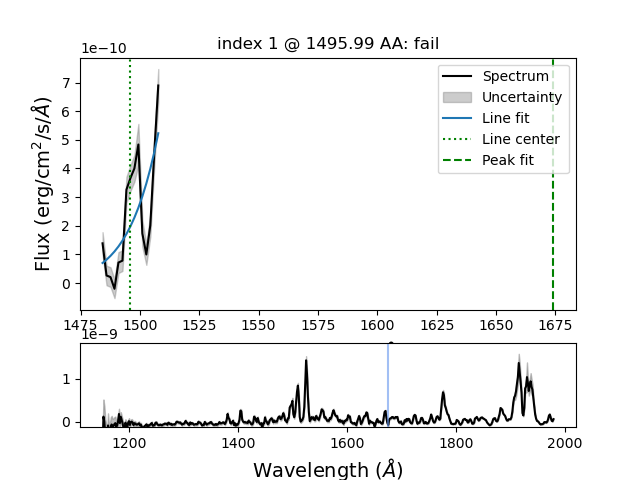 index 1 @ 1495.99 AA: fail
1e−10
7
6
5
4
3
2
1
0
Flux (erg/cm²/s/Å)
Spectrum
Uncertainty
Line fit
Line center
Peak fit
1475 1500 1525 1550 1575 1600 1625 1650 1675
1e−9
1
0
1200 1400 1600 1800 2000
Wavelength (Å)